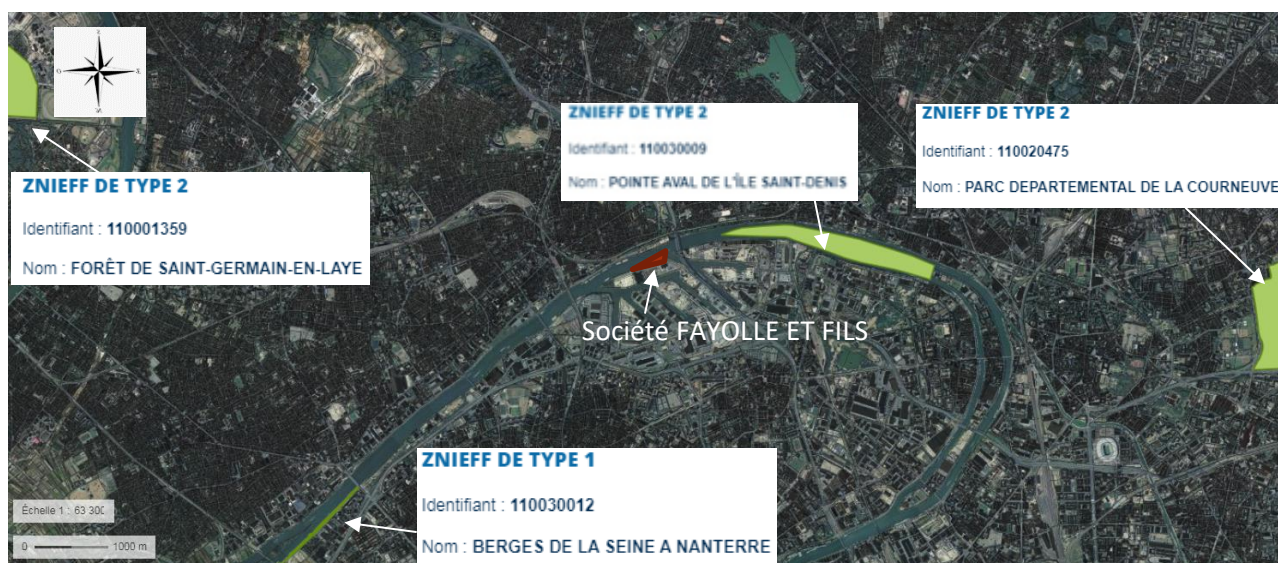 ZNIEFF DE TYPE 2
Identifiant : 110001359
Nom : FORÊT DE SAINT-GERMAIN-EN-LAYE
ZNIEFF DE TYPE 2
Identifiant : 110030009
Nom : POINTE AVAL DE L'ÎLE SAINT-DENIS
ZNIEFF DE TYPE 2
Identifiant : 110020475
Nom : PARC DEPARTEMENTAL DE LA COURNEUVE
Société FAYOLLE ET FILS
ZNIEFF DE TYPE 1
Identifiant : 110030012
Nom : BERGES DE LA SEINE A NANTERRE
Échelle 1 : 63 300
0 1000 m